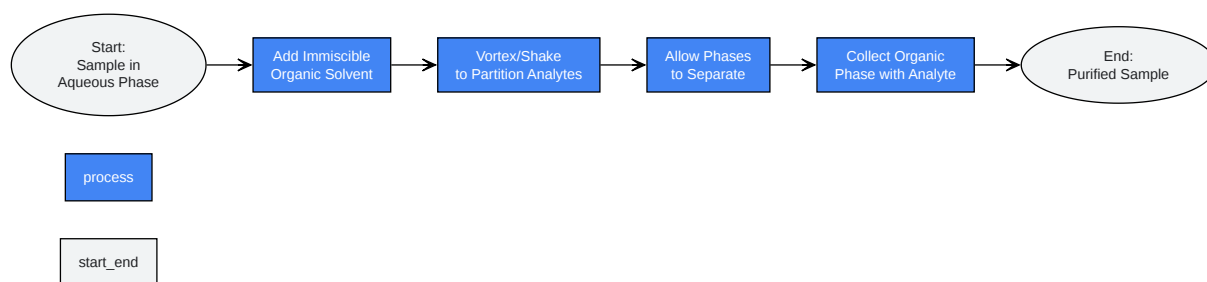 Start:
Sample in
Aqueous Phase
Add Immiscible
Organic Solvent
Vortex/Shake
to Partition Analytes
Allow Phases
to Separate
Collect Organic
Phase with Analyte
End:
Purified Sample
process
start_end